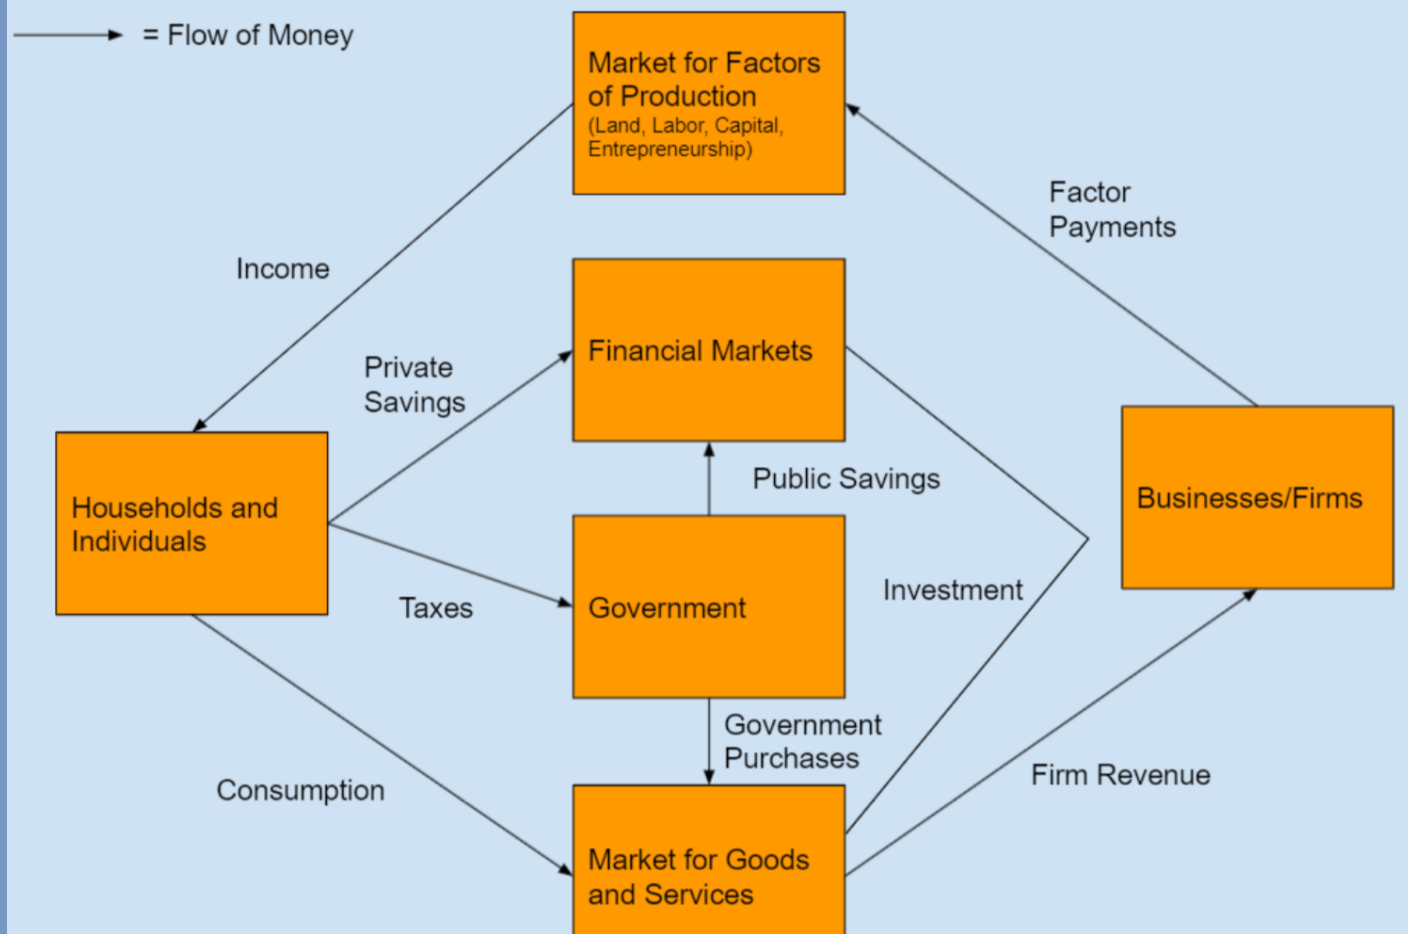 = Flow of Money
Market for Factors
of Production
(Land, Labor, Capital,
Entrepreneurship)
Factor
Payments
Income
Financial Markets
Private
Savings
Public Savings
Households and
Individuals
Businesses/Firms
Investment
Taxes
Government
Government
Purchases
Consumption
Firm Revenue
Market for Goods
and Services